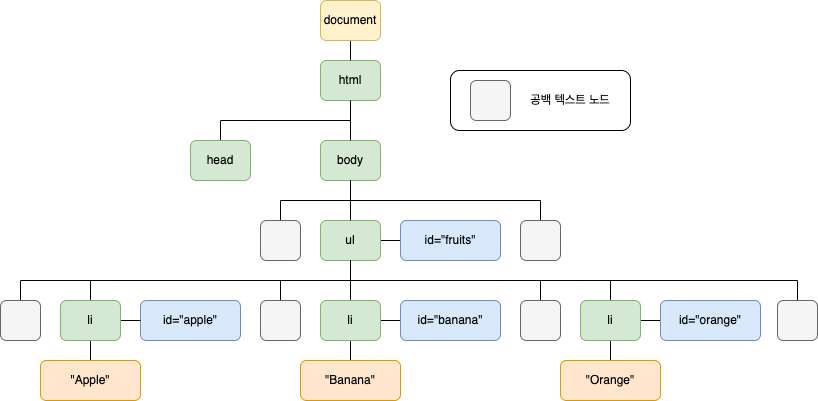 document
html
공백 텍스트 노드
head
body
ul
id="fruits"
li
id="apple"
li
id="banana"
li
id="orange"
"Apple"
"Banana"
"Orange"